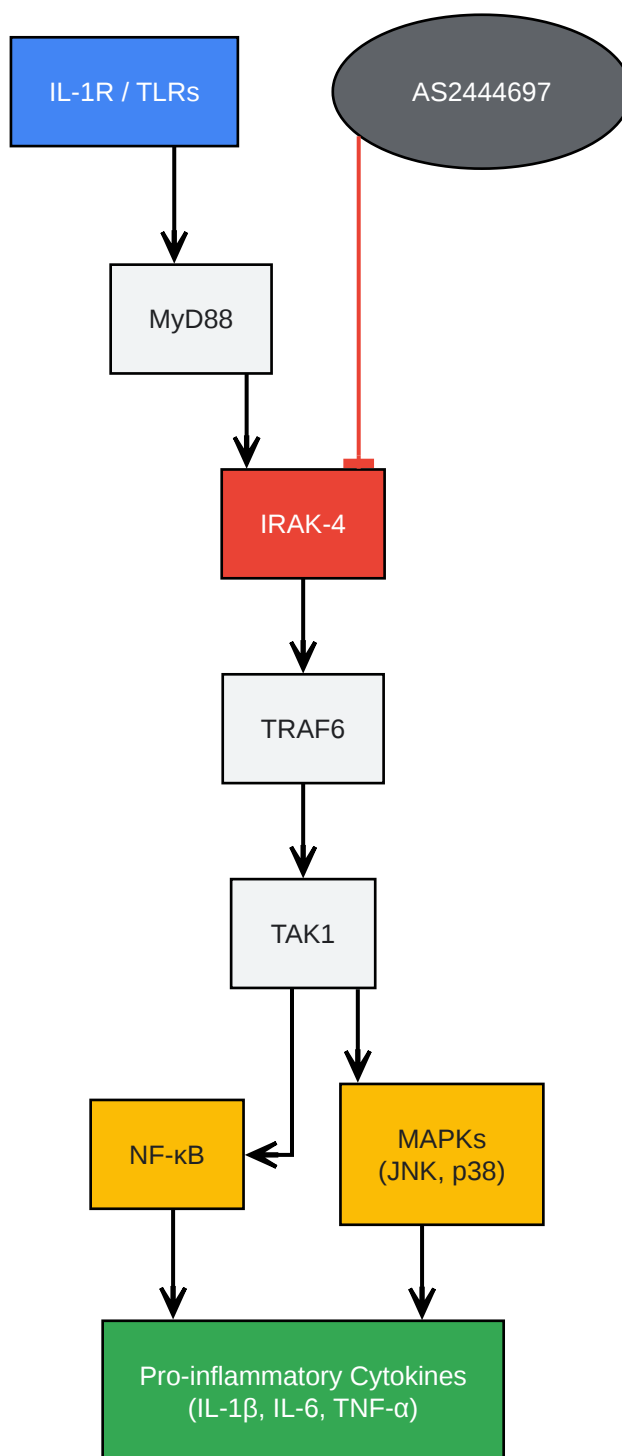 IL-1R / TLRs
AS2444697
MyD88
IRAK-4
TRAF6
TAK1
NF-κB
MAPKs
(JNK, p38)
Pro-inflammatory Cytokines
(IL-1β, IL-6, TNF-α)